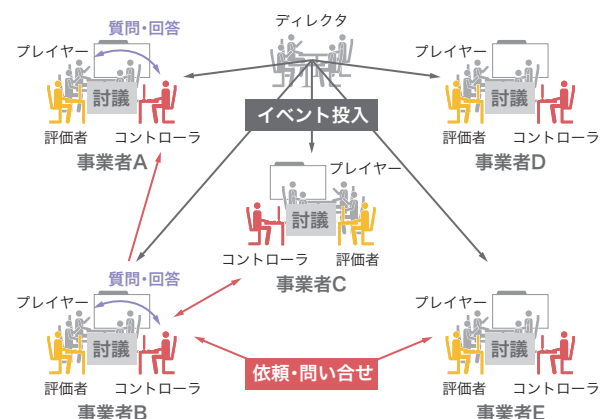 ディレクタ
イベント投入
質問・回答
プレイヤー
討議
評価者
コントローラ
事業者A
プレイヤー
討議
評価者
コントローラ
事業者D
プレイヤー
討議
コントローラ
評価者
事業者C
質問・回答
プレイヤー
討議
評価者
コントローラ
事業者B
依頼・問い合せ
プレイヤー
討議
評価者
コントローラ
事業者E